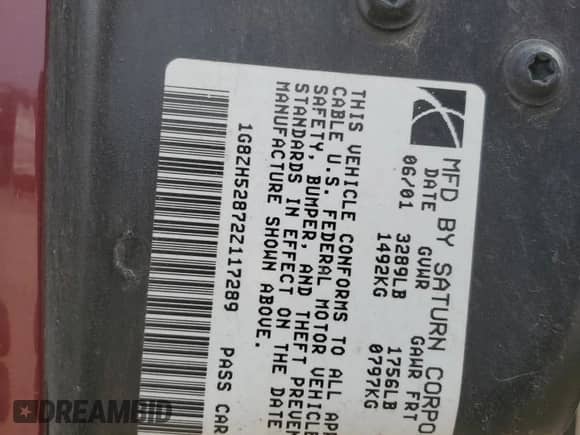 MFD BY SATURN CORPO
DATE GVWR GAWR FRT
06/01 3289LB 1756LB
1492KG 0797KG
THIS VEHICLE CONFORMS TO ALL APP
CABLE U.S. FEDERAL MOTOR VEHICLE
SAFETY, BUMPER, AND THEFT PREVEN
STANDARDS IN EFFECT ON THE DATE
MANUFACTURE SHOWN ABOVE.
1G8ZH52872Z117289 PASS CAR
DREAMBID